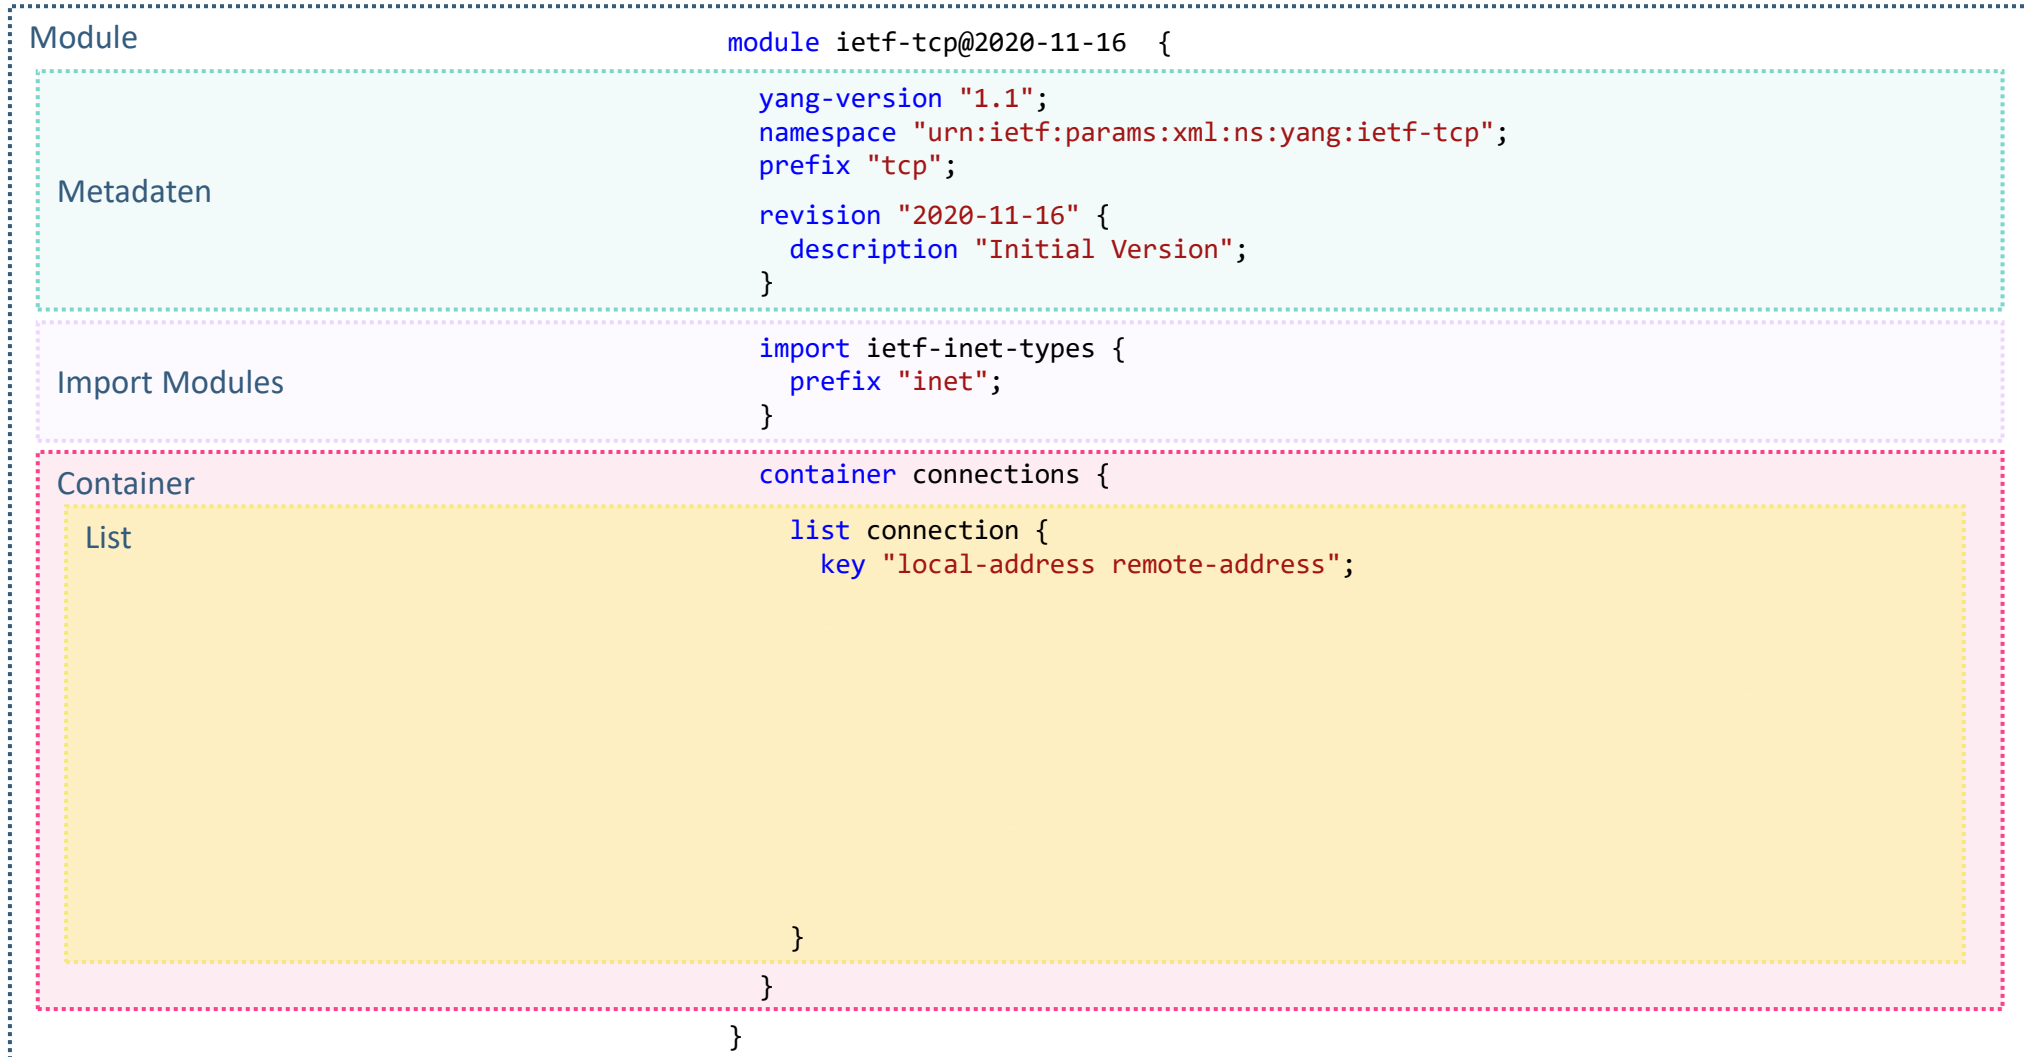 Module
module ietf-tcp@2020-11-16  {
yang-version "1.1";
namespace "urn:ietf:params:xml:ns:yang:ietf-tcp";
prefix "tcp";
Metadaten
revision "2020-11-16" {
description "Initial Version";
}
import ietf-inet-types {
Import Modules
prefix "inet";
}
Container
container connections {
List
list connection {
key "local-address remote-address";
}
}
}